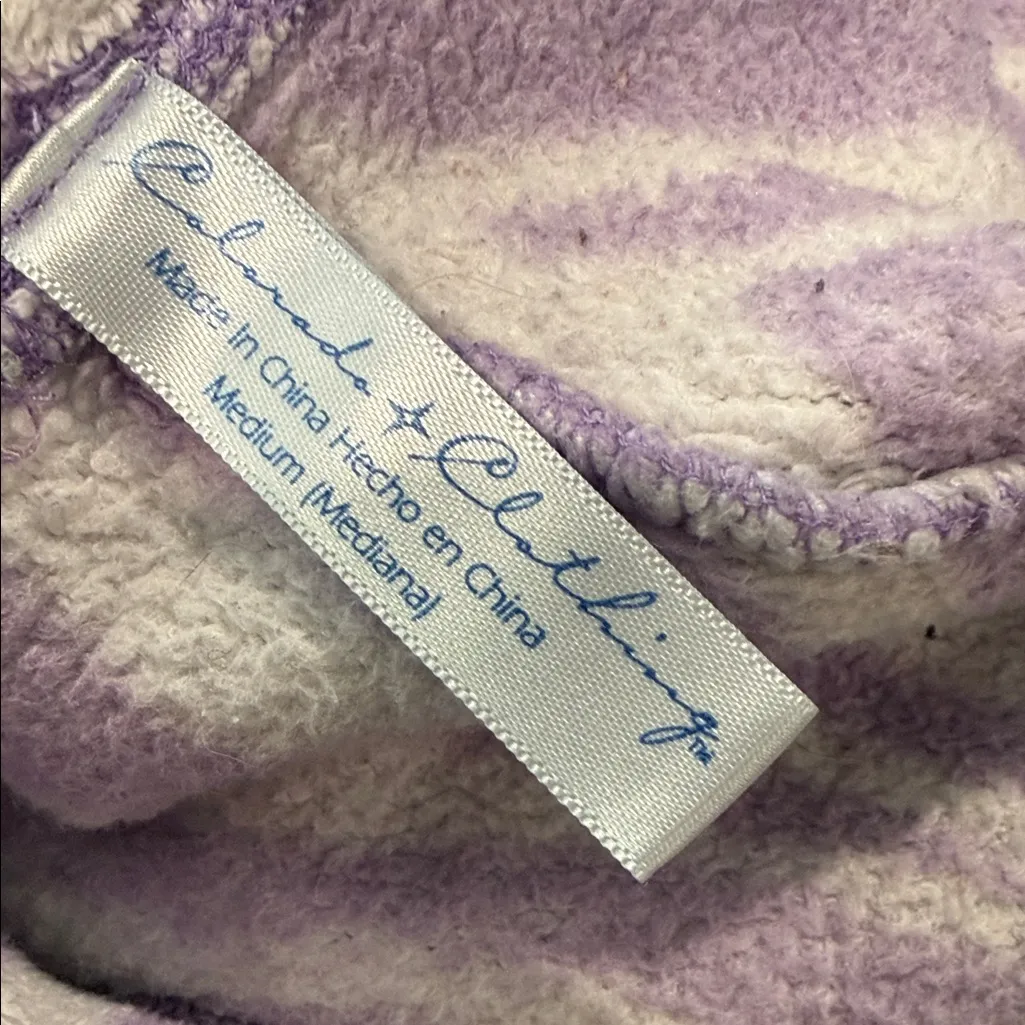 Colorado ☆ Clothing™
Made In China Hecho en China
Medium (Mediana)